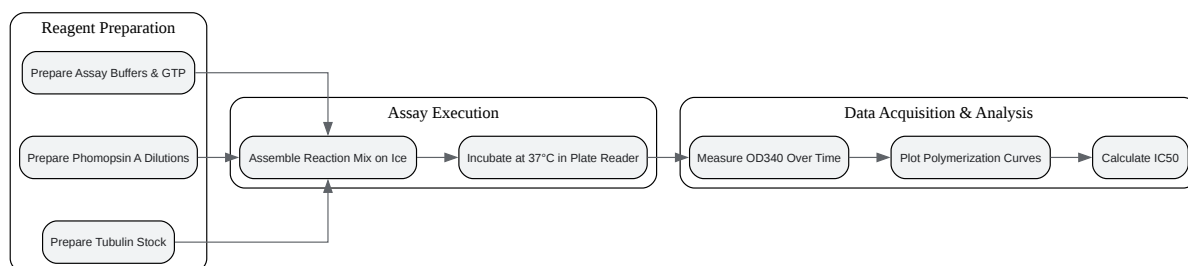 Reagent Preparation
Prepare Assay Buffers & GTP
Prepare Phomopsin A Dilutions
Prepare Tubulin Stock
Assay Execution
Assemble Reaction Mix on Ice
Incubate at 37°C in Plate Reader
Data Acquisition & Analysis
Measure OD340 Over Time
Plot Polymerization Curves
Calculate IC50